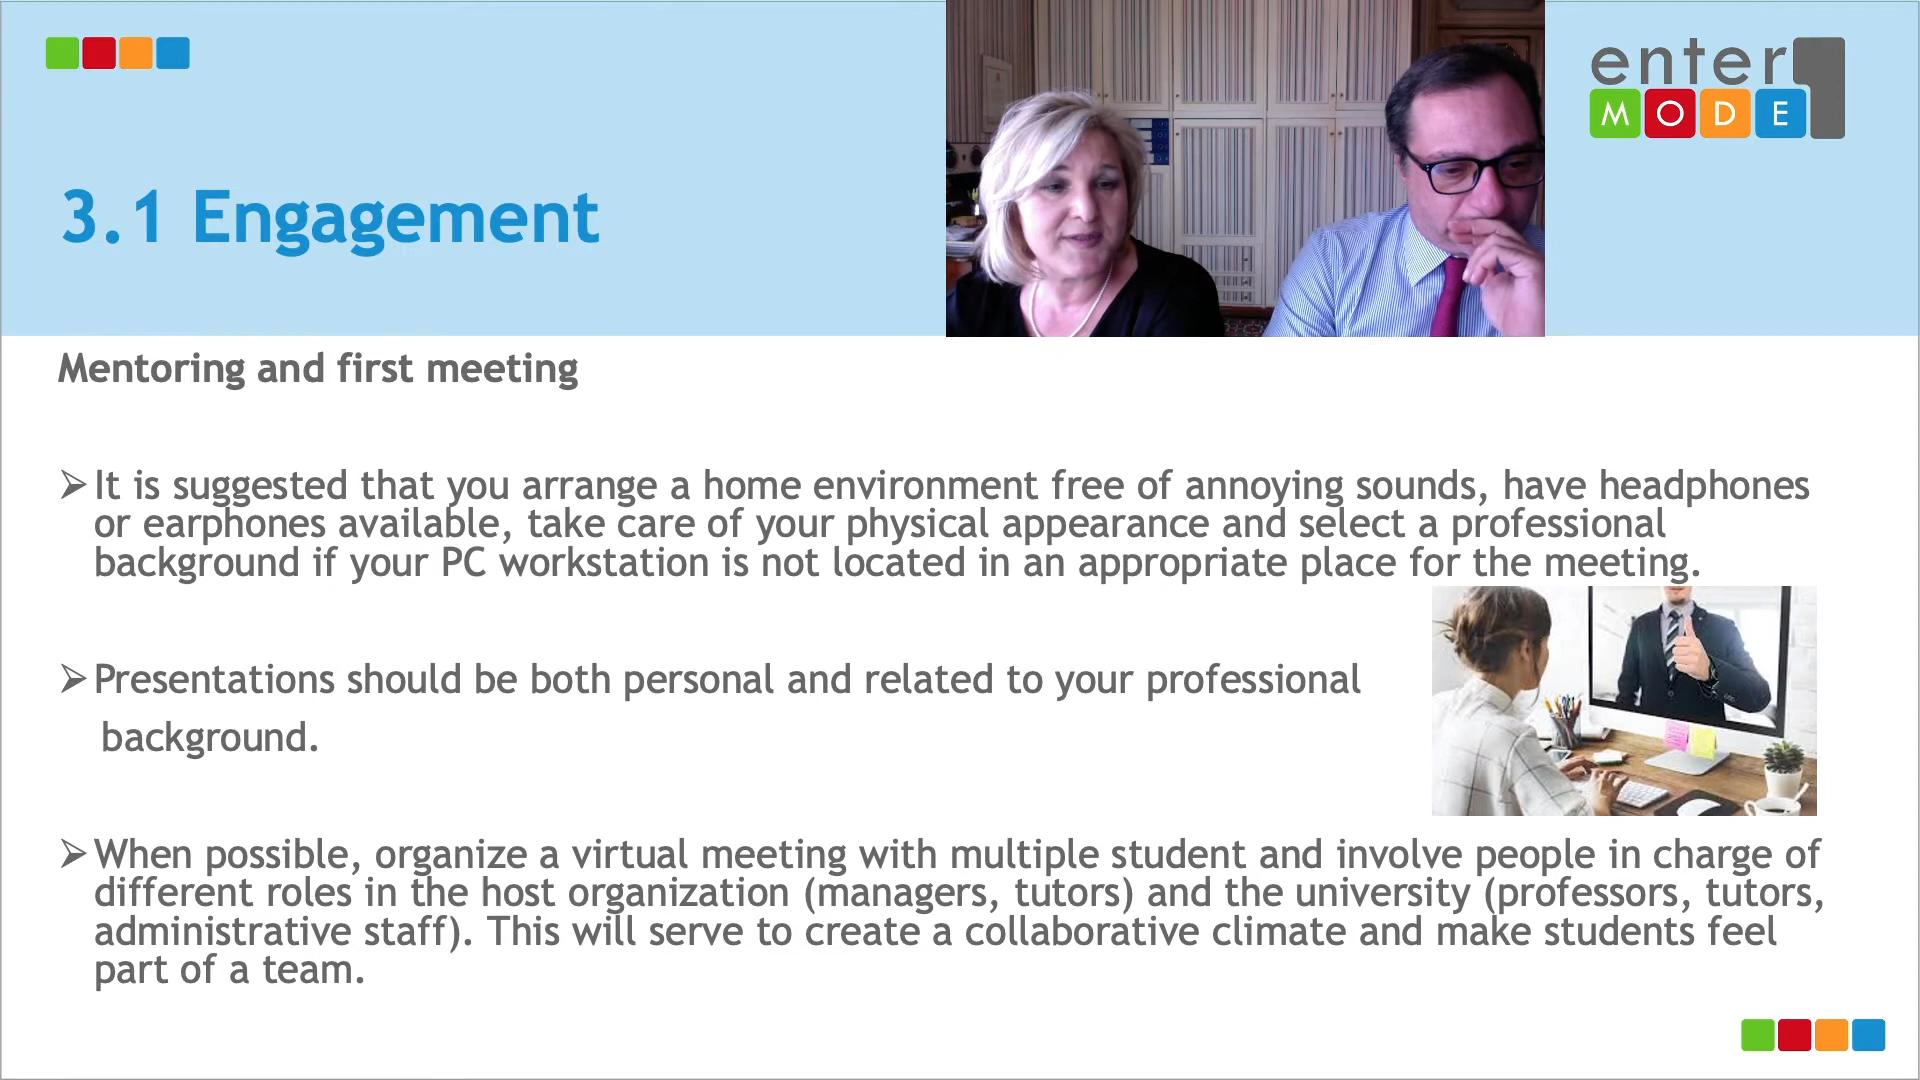 enter
MODE
3.1 Engagement
Mentoring and first meeting
➢It is suggested that you arrange a home environment free of annoying sounds, have headphones
or earphones available, take care of your physical appearance and select a professional
background if your PC workstation is not located in an appropriate place for the meeting.
➢Presentations should be both personal and related to your professional
background.
➢When possible, organize a virtual meeting with multiple student and involve people in charge of
different roles in the host organization (managers, tutors) and the university (professors, tutors,
administrative staff). This will serve to create a collaborative climate and make students feel
part of a team.